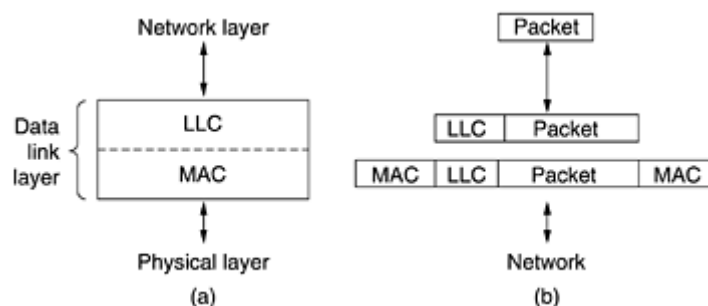 Network layer
Data
link
layer
LLC
MAC
Physical layer
(a)
Packet
LLC Packet
MAC LLC Packet MAC
Network
(b)